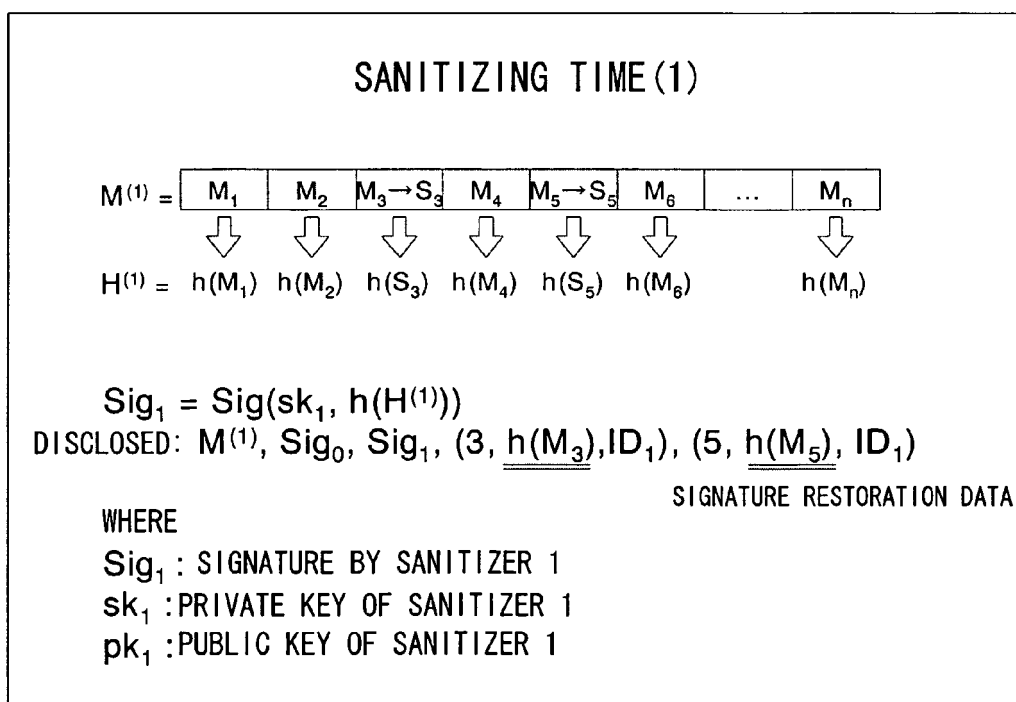 SANITIZING TIME(1)
M⁽¹⁾ = M₁ M₂ M₃→S₃ M₄ M₅→S₅ M₆ ... Mₙ
H⁽¹⁾ = h(M₁) h(M₂) h(S₃) h(M₄) h(S₅) h(M₆) h(Mₙ)
Sig₁ = Sig(sk₁, h(H⁽¹⁾))
DISCLOSED: M⁽¹⁾, Sig₀, Sig₁, (3, h(M₃),ID₁), (5, h(M₅), ID₁)
SIGNATURE RESTORATION DATA
WHERE
Sig₁ : SIGNATURE BY SANITIZER 1
sk₁ :PRIVATE KEY OF SANITIZER 1
pk₁ :PUBLIC KEY OF SANITIZER 1